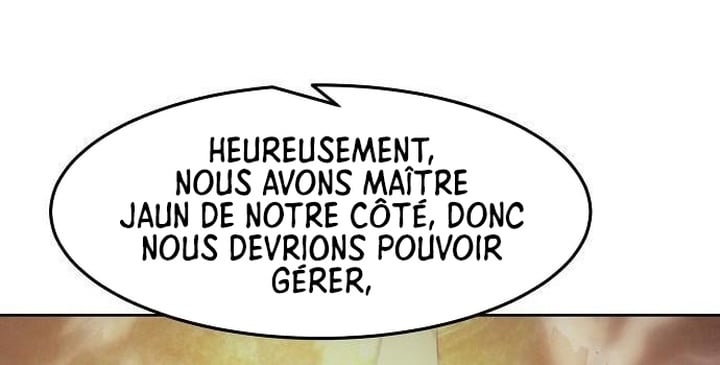 HEUREUSEMENT,
NOUS AVONS MAÎTRE
JAUN DE NOTRE CÔTÉ, DONC
NOUS DEVRIONS POUVOIR
GÉRER,